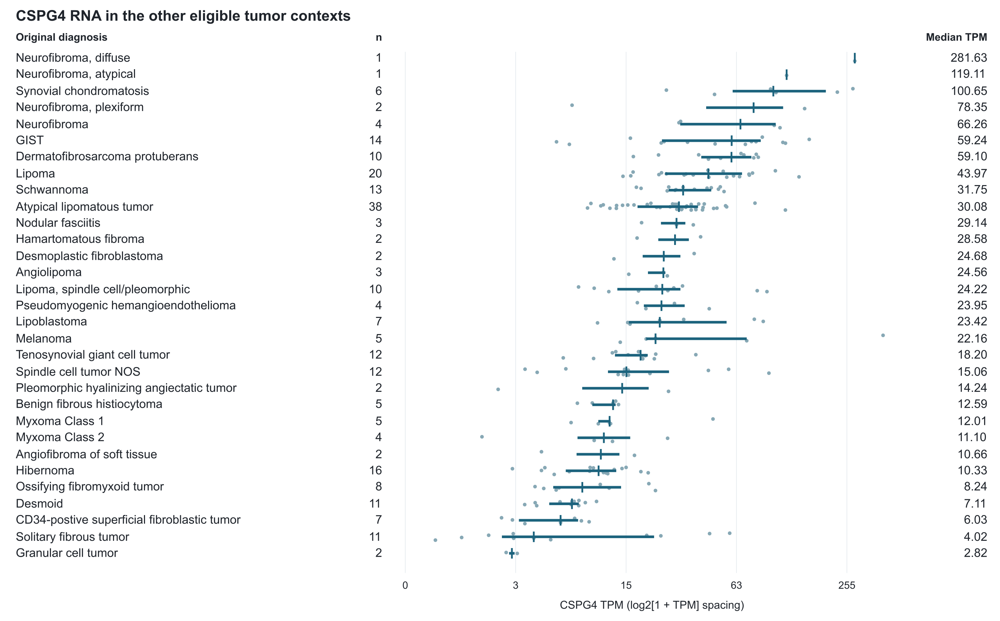 CSPG4 RNA in the other eligible tumor contexts
Original diagnosis n Median TPM
Neurofibroma, diffuse 1 281.63
Neurofibroma, atypical 1 119.11
Synovial chondromatosis 6 100.65
Neurofibroma, plexiform 2 78.35
Neurofibroma 4 66.26
GIST 14 59.24
Dermatofibrosarcoma protuberans 10 59.10
Lipoma 20 43.97
Schwannoma 13 31.75
Atypical lipomatous tumor 38 30.08
Nodular fasciitis 3 29.14
Hamartomatous fibroma 2 28.58
Desmoplastic fibroblastoma 2 24.68
Angiolipoma 3 24.56
Lipoma, spindle cell/pleomorphic 10 24.22
Pseudomyogenic hemangioendothelioma 4 23.95
Lipoblastoma 7 23.42
Melanoma 5 22.16
Tenosynovial giant cell tumor 12 18.20
Spindle cell tumor NOS 12 15.06
Pleomorphic hyalinizing angiectatic tumor 2 14.24
Benign fibrous histiocytoma 5 12.59
Myxoma Class 1 5 12.01
Myxoma Class 2 4 11.10
Angiofibroma of soft tissue 2 10.66
Hibernoma 16 10.33
Ossifying fibromyxoid tumor 8 8.24
Desmoid 11 7.11
CD34-postive superficial fibroblastic tumor 7 6.03
Solitary fibrous tumor 11 4.02
Granular cell tumor 2 2.82
0 3 15 63 255
CSPG4 TPM (log2[1 + TPM] spacing)